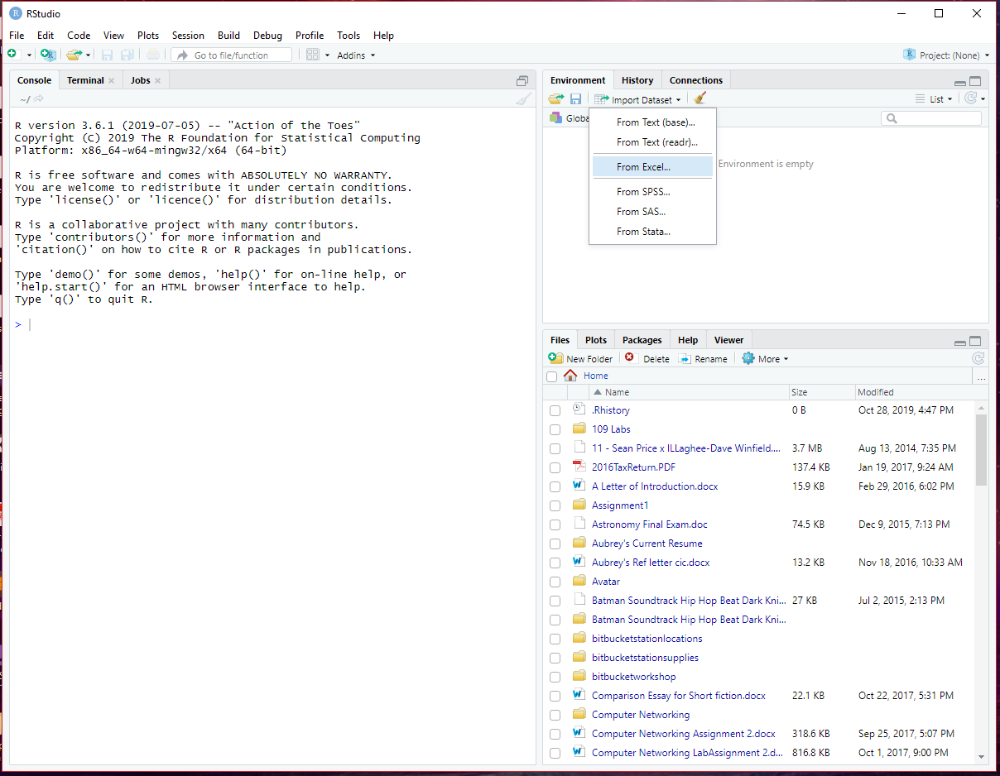 RStudio
File Edit Code View Plots Session Build Debug Profile Tools Help
Go to file/function Addins Project: (None)
Console Terminal Jobs
~/
R version 3.6.1 (2019-07-05) -- "Action of the Toes"
Copyright (C) 2019 The R Foundation for Statistical Computing
Platform: x86_64-w64-mingw32/x64 (64-bit)
R is free software and comes with ABSOLUTELY NO WARRANTY.
You are welcome to redistribute it under certain conditions.
Type 'license()' or 'licence()' for distribution details.
R is a collaborative project with many contributors.
Type 'contributors()' for more information and
'citation()' on how to cite R or R packages in publications.
Type 'demo()' for some demos, 'help()' for on-line help, or
'help.start()' for an HTML browser interface to help.
Type 'q()' to quit R.
>
Environment History Connections
Import Dataset List
Globa
From Text (base)...
From Text (readr)...
From Excel...
From SPSS...
From SAS...
From Stata...
Environment is empty
Files Plots Packages Help Viewer
New Folder Delete Rename More
Home ...
Name Size Modified
.Rhistory 0 B Oct 28, 2019, 4:47 PM
109 Labs
11 - Sean Price x ILLaghee-Dave Winfield.... 3.7 MB Aug 13, 2014, 7:35 PM
2016TaxReturn.PDF 137.4 KB Jan 19, 2017, 9:24 AM
A Letter of Introduction.docx 15.9 KB Feb 29, 2016, 6:02 PM
Assignment1
Astronomy Final Exam.doc 74.5 KB Dec 9, 2015, 7:13 PM
Aubrey's Current Resume
Aubrey's Ref letter cic.docx 13.2 KB Nov 18, 2016, 10:33 AM
Avatar
Batman Soundtrack Hip Hop Beat Dark Kni... 27 KB Jul 2, 2015, 2:13 PM
Batman Soundtrack Hip Hop Beat Dark Kni...
bitbucketstationlocations
bitbucketstationsupplies
bitbucketworkshop
Comparison Essay for Short fiction.docx 22.1 KB Oct 22, 2017, 5:31 PM
Computer Networking
Computer Networking Assignment 2.docx 318.6 KB Sep 25, 2017, 5:07 PM
Computer Networking LabAssignment 2.d... 816.8 KB Oct 1, 2017, 9:00 PM